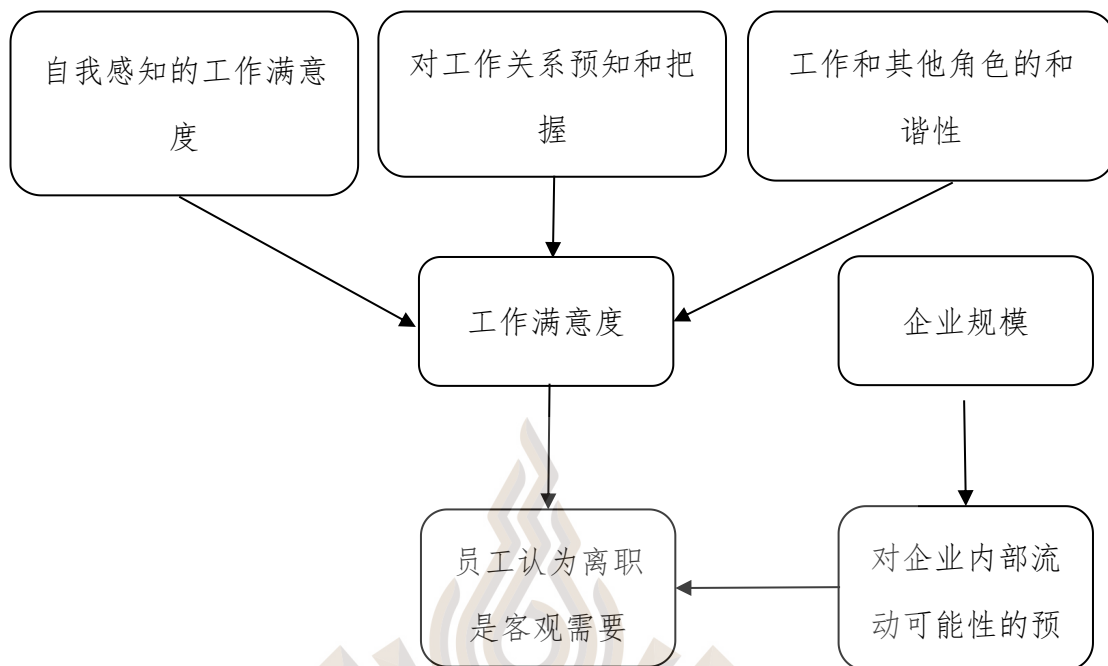 自我感知的工作满意
度
对工作关系预知和把
握
工作和其他角色的和
谐性
工作满意度
企业规模
员工认为离职
是客观需要
对企业内部流
动可能性的预